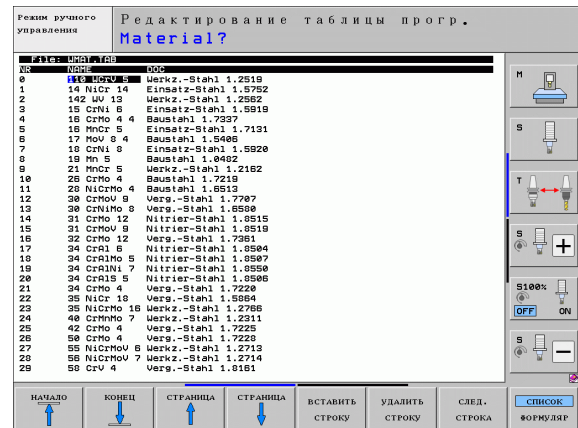 Режим ручного
управления
Редактирование таблицы прогр.
Material?
File: WMAT.TAB
NR NAME DOC
0 110 WCrV 5 Werkz.-Stahl 1.2519
1 14 NiCr 14 Einsatz-Stahl 1.5752
2 142 WV 13 Werkz.-Stahl 1.2562
3 15 CrNi 6 Einsatz-Stahl 1.5919
4 16 CrMo 4 4 Baustahl 1.7337
5 16 MnCr 5 Einsatz-Stahl 1.7131
6 17 MoV 8 4 Baustahl 1.5406
7 18 CrNi 8 Einsatz-Stahl 1.5920
8 19 Mn 5 Baustahl 1.0482
9 21 MnCr 5 Werkz.-Stahl 1.2162
10 26 CrMo 4 Baustahl 1.7219
11 28 NiCrMo 4 Baustahl 1.6513
12 30 CrMoV 9 Verg.-Stahl 1.7707
13 30 CrNiMo 8 Verg.-Stahl 1.6580
14 31 CrMo 12 Nitrier-Stahl 1.8515
15 31 CrMoV 9 Nitrier-Stahl 1.8519
16 32 CrMo 12 Verg.-Stahl 1.7361
17 34 CrAl 6 Nitrier-Stahl 1.8504
18 34 CrAlMo 5 Nitrier-Stahl 1.8507
19 34 CrAlNi 7 Nitrier-Stahl 1.8550
20 34 CrAlS 5 Nitrier-Stahl 1.8506
21 34 CrMo 4 Verg.-Stahl 1.7220
22 35 NiCr 18 Verg.-Stahl 1.5864
23 35 NiCrMo 16 Werkz.-Stahl 1.2766
24 40 CrMnMo 7 Werkz.-Stahl 1.2311
25 42 CrMo 4 Verg.-Stahl 1.7225
26 50 CrMo 4 Verg.-Stahl 1.7228
27 55 NiCrMoV 6 Werkz.-Stahl 1.2713
28 56 NiCrMoV 7 Werkz.-Stahl 1.2714
29 58 CrV 4 Verg.-Stahl 1.8161
M
S
T
S
+
S100%
OFF ON
S
−
НАЧАЛО
КОНЕЦ
СТРАНИЦА
СТРАНИЦА
ВСТАВИТЬ
СТРОКУ
УДАЛИТЬ
СТРОКУ
СЛЕД.
СТРОКА
СПИСОК
ФОРМУЛЯР